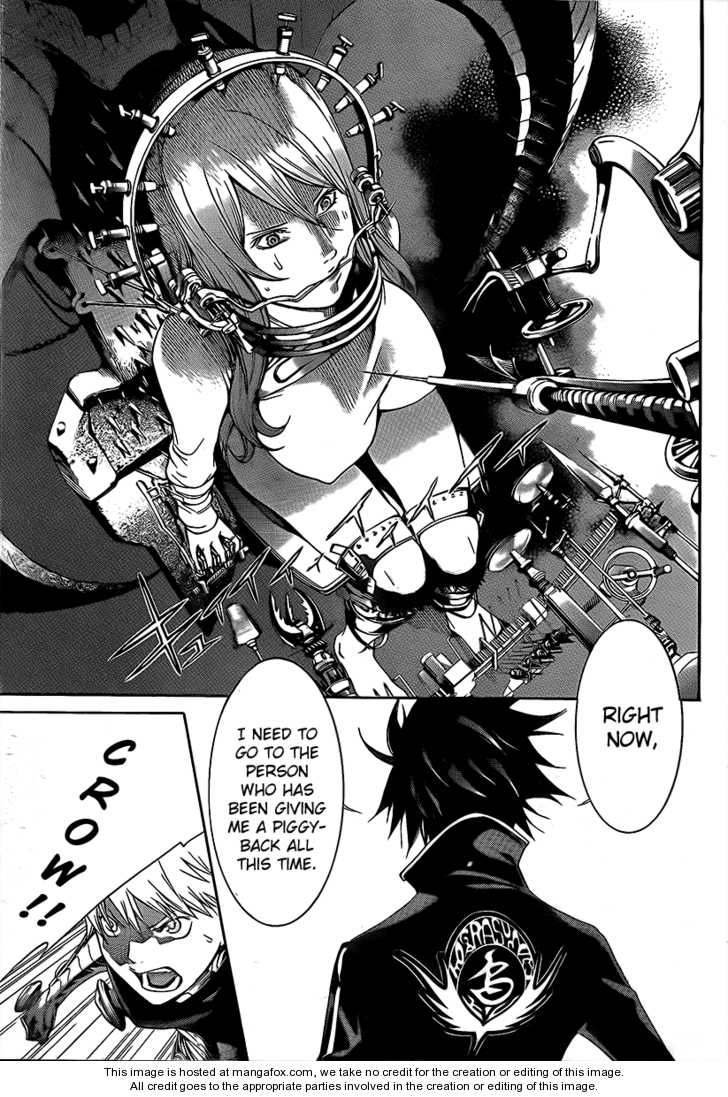 RIGHT
NOW,
I NEED TO
GO TO THE
PERSON
WHO HAS
BEEN GIVING
ME A PIGGY-
BACK ALL
THIS TIME.
CROW!!
This image is hosted at mangafox.com, we take no credit for the creation or editing of this image.
All credit goes to the appropriate parties involved in the creation or editing of this image.